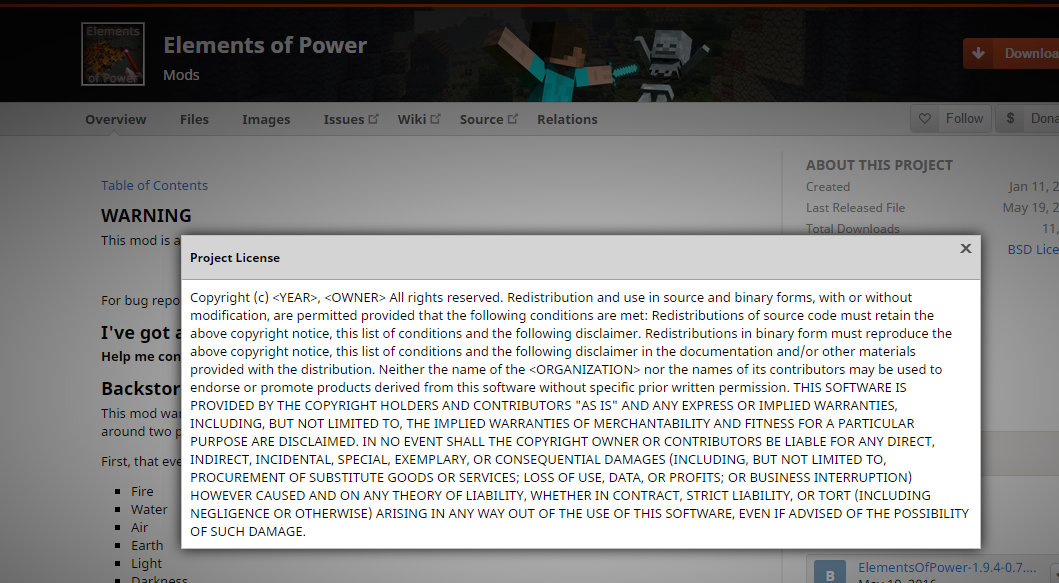 Elements
of Power
Elements of Power
Mods
Overview Files Images Issues Wiki Source Relations
Follow
$
Table of Contents
WARNING
This mod is a
For bug
I've got a
Help me
This mod
around two
First, that
Fire
Water
Air
Earth
Light
Darkness
ABOUT THIS PROJECT
Created Jan 11,
Last Released File May 19, 2
Total Downloads 11,
BSD
Project License
Copyright (c) <YEAR>, <OWNER> All rights reserved. Redistribution and use in source and binary forms, with or without
modification, are permitted provided that the following conditions are met: Redistributions of source code must retain the
above copyright notice, this list of conditions and the following disclaimer. Redistributions in binary form must reproduce the
above copyright notice, this list of conditions and the following disclaimer in the documentation and/or other materials
provided with the distribution. Neither the name of the <ORGANIZATION> nor the names of its contributors may be used to
endorse or promote products derived from this software without specific prior written permission. THIS SOFTWARE IS
PROVIDED BY THE COPYRIGHT HOLDERS AND CONTRIBUTORS "AS IS" AND ANY EXPRESS OR IMPLIED WARRANTIES,
INCLUDING, BUT NOT LIMITED TO, THE IMPLIED WARRANTIES OF MERCHANTABILITY AND FITNESS FOR A PARTICULAR
PURPOSE ARE DISCLAIMED. IN NO EVENT SHALL THE COPYRIGHT OWNER OR CONTRIBUTORS BE LIABLE FOR ANY DIRECT,
INDIRECT, INCIDENTAL, SPECIAL, EXEMPLARY, OR CONSEQUENTIAL DAMAGES (INCLUDING, BUT NOT LIMITED TO,
PROCUREMENT OF SUBSTITUTE GOODS OR SERVICES; LOSS OF USE, DATA, OR PROFITS; OR BUSINESS INTERRUPTION)
HOWEVER CAUSED AND ON ANY THEORY OF LIABILITY, WHETHER IN CONTRACT, STRICT LIABILITY, OR TORT (INCLUDING
NEGLIGENCE OR OTHERWISE) ARISING IN ANY WAY OUT OF THE USE OF THIS SOFTWARE, EVEN IF ADVISED OF THE POSSIBILITY
OF SUCH DAMAGE.
B
ElementsOfPower-1.9.4-0.7....
May 19, 2016